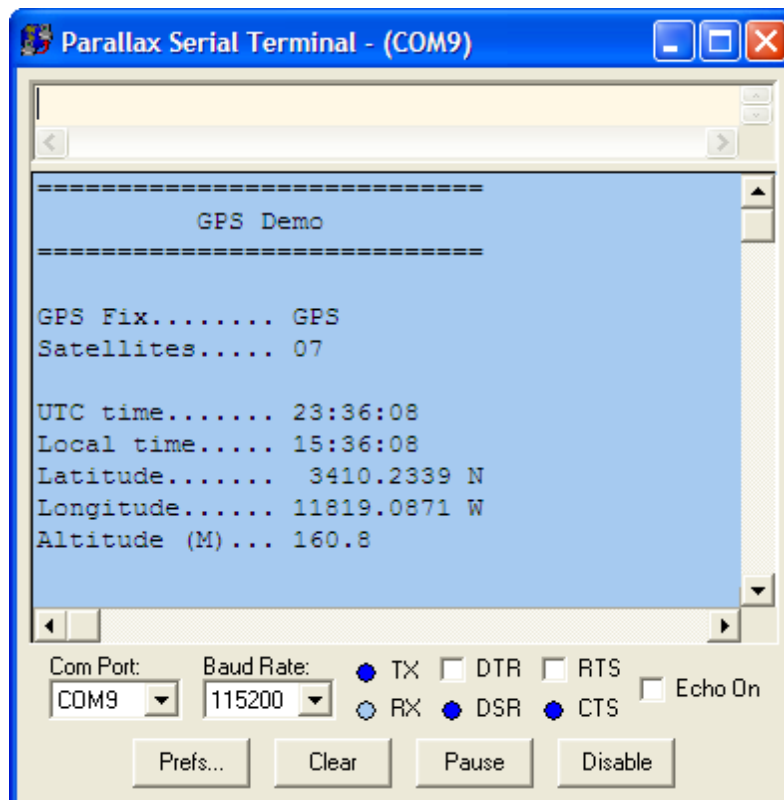 Parallax Serial Terminal - (COM9)
============================
GPS Demo
============================
GPS Fix........ GPS
Satellites..... 07
UTC time....... 23:36:08
Local time..... 15:36:08
Latitude.......  3410.2339 N
Longitude...... 11819.0871 W
Altitude (M)... 160.8
Com Port: Baud Rate: TX DTR RTS
COM9 115200 RX DSR CTS Echo On
Prefs... Clear Pause Disable